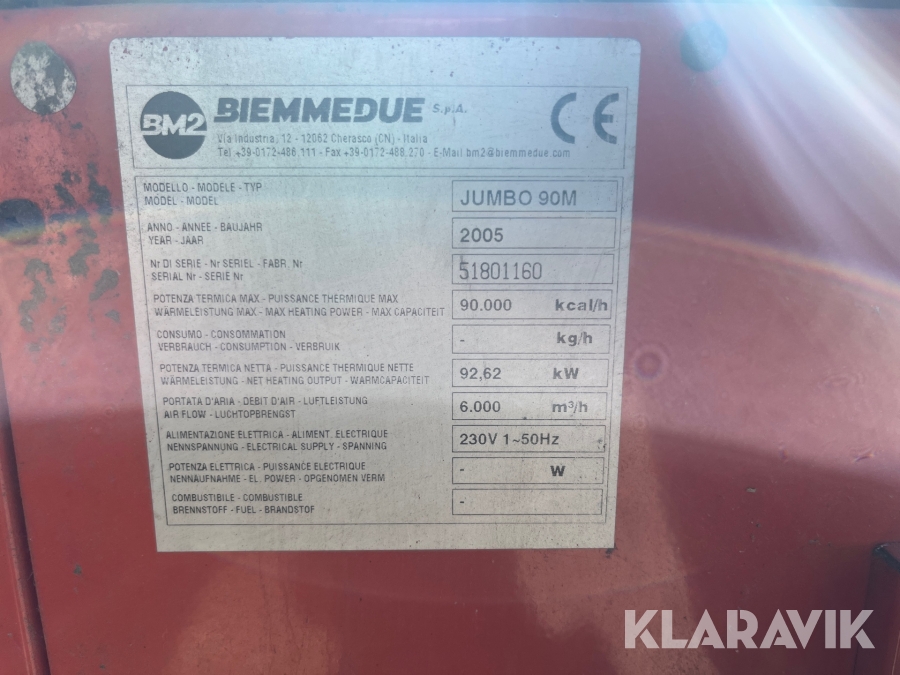 BM2 BIEMMEDUE S.p.A. CE
Via Industria, 12 - 12062 Cherasco (CN) - Italia
Tel +39-0172-486.111 - Fax +39-0172-488.270 - E-Mail bm2@biemmedue.com
MODELLO - MODELE - TYP
MODEL - MODEL
JUMBO 90M
ANNO - ANNEE - BAUJAHR
YEAR - JAAR
2005
Nr DI SERIE - Nr SERIEL - FABR. Nr
SERIAL Nr - SERIE Nr
51801160
POTENZA TERMICA MAX - PUISSANCE THERMIQUE MAX
WÄRMELEISTUNG MAX - MAX HEATING POWER - MAX CAPACITEIT
90.000 kcal/h
CONSUMO - CONSOMMATION
VERBRAUCH - CONSUMPTION - VERBRUIK
- kg/h
POTENZA TERMICA NETTA - PUISSANCE THERMIQUE NETTE
WÄRMELEISTUNG - NET HEATING OUTPUT - WARMCAPACITEIT
92,62 kW
PORTATA D'ARIA - DEBIT D'AIR - LUFTLEISTUNG
AIR FLOW - LUCHTOPBRENGST
6.000 m³/h
ALIMENTAZIONE ELETTRICA - ALIMENT. ELECTRIQUE
NENNSPANNUNG - ELECTRICAL SUPPLY - SPANNING
230V 1~50Hz
POTENZA ELETTRICA - PUISSANCE ELECTRIQUE
NENNAUFNAHME - EL. POWER - OPGENOMEN VERM
- W
COMBUSTIBILE - COMBUSTIBLE
BRENNSTOFF - FUEL - BRANDSTOF
-
KLARAVIK